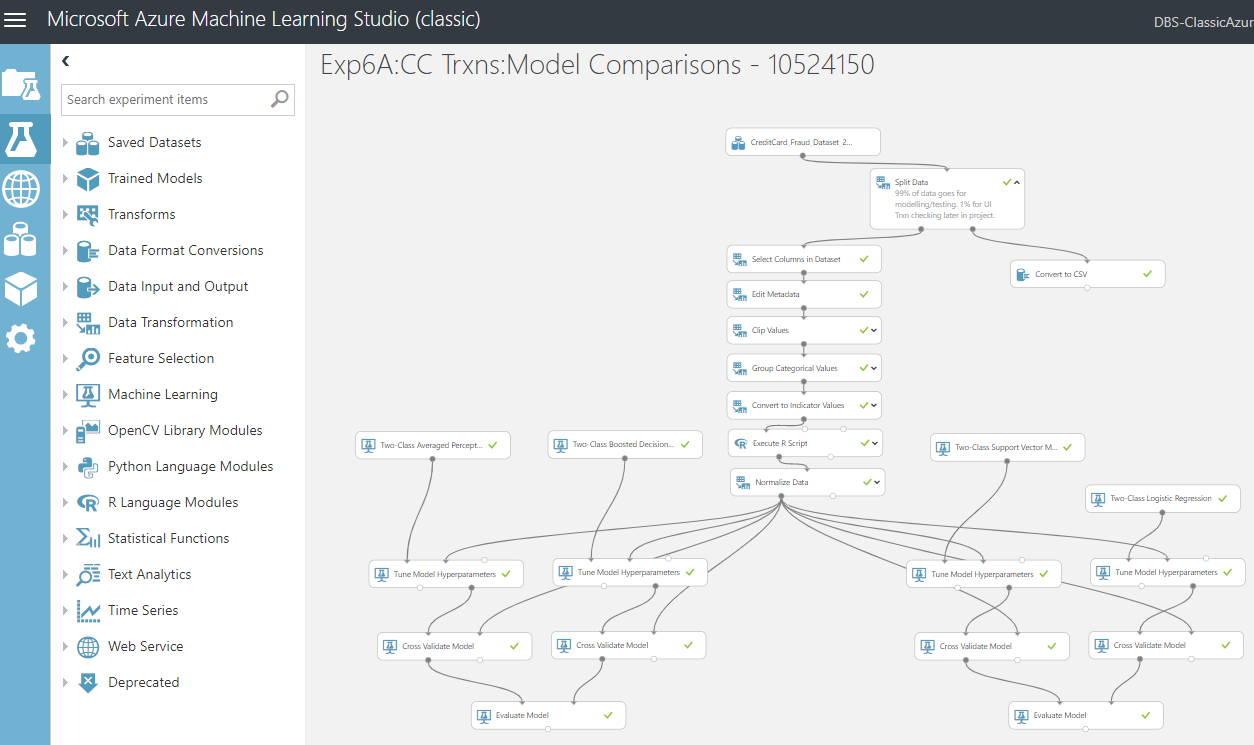 Microsoft Azure Machine Learning Studio (classic)
DBS-ClassicAzur
Search experiment items
Saved Datasets
Trained Models
Transforms
Data Format Conversions
Data Input and Output
Data Transformation
Feature Selection
Machine Learning
OpenCV Library Modules
Python Language Modules
R Language Modules
Statistical Functions
Text Analytics
Time Series
Web Service
Deprecated
Exp6A:CC Trxns:Model Comparisons - 10524150
CreditCard_Fraud_Dataset_2...
Split Data
99% of data goes for
modelling/testing. 1% for UI
Trxn checking later in project.
Select Columns in Dataset
Convert to CSV
Edit Metadata
Clip Values
Group Categorical Values
Convert to Indicator Values
Two-Class Averaged Percept...
Two-Class Boosted Decision...
Execute R Script
Two-Class Support Vector M...
Normalize Data
Two-Class Logistic Regression
Tune Model Hyperparameters
Tune Model Hyperparameters
Tune Model Hyperparameters
Tune Model Hyperparameters
Cross Validate Model
Cross Validate Model
Cross Validate Model
Cross Validate Model
Evaluate Model
Evaluate Model